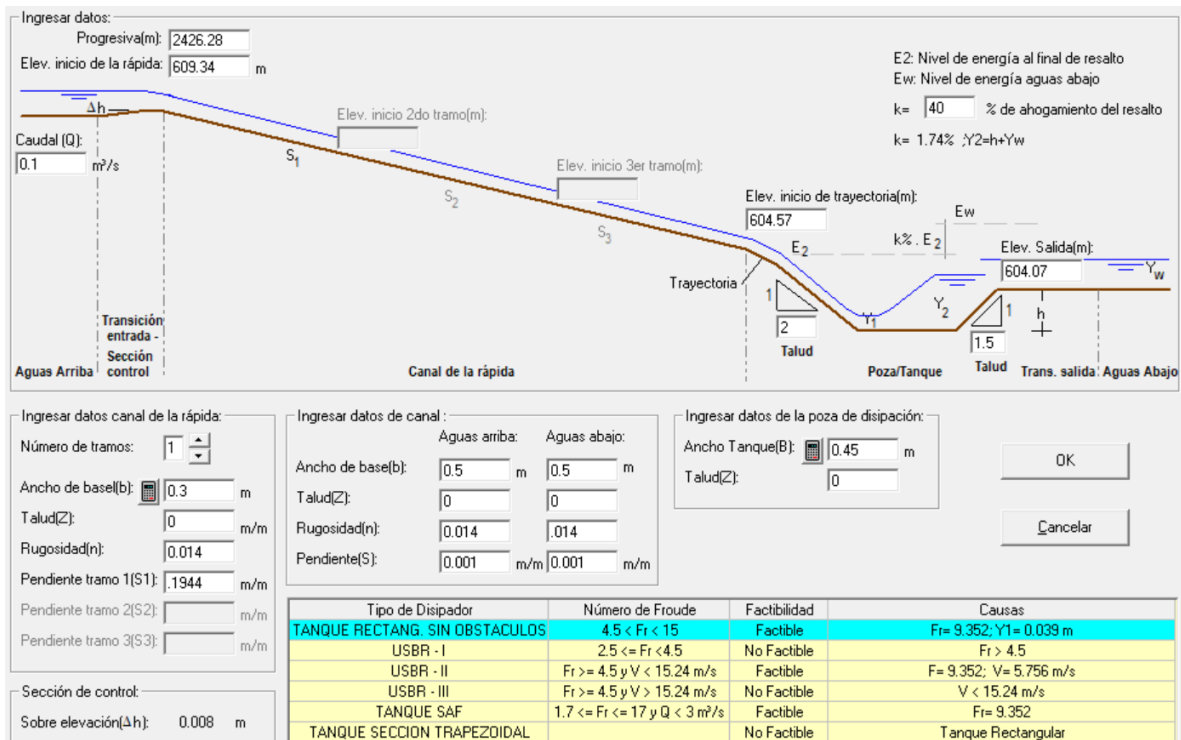 Ingresar datos:
Progresiva(m): 2426.28
Elev. inicio de la rápida: 609.34 m
E2: Nivel de energía al final de resalto
Ew: Nivel de energía aguas abajo
k= 40 % de ahogamiento del resalto
k= 1.74% ;Y2=h+Yw
Δh
Elev. inicio 2do tramo(m):
Caudal (Q):
0.1 m³/s
S1
Elev. inicio 3er tramo(m):
S2
S3
Elev. inicio de trayectoria(m):
604.57
Ew
E2
k% . E2
Elev. Salida(m):
604.07
Yw
Trayectoria
1
2
Talud
Y1
Y2
1
1.5
Talud
h
Transición entrada - Sección control
Aguas Arriba
Canal de la rápida
Poza/Tanque
Trans. salida
Aguas Abajo
Ingresar datos canal de la rápida:
Número de tramos: 1
Ancho de basel(b): 0.3 m
Talud(Z): 0 m/m
Rugosidad(n): 0.014
Pendiente tramo 1(S1): .1944 m/m
Pendiente tramo 2(S2): m/m
Pendiente tramo 3(S3): m/m
Sección de control:
Sobre elevación(Δh): 0.008 m
Ingresar datos de canal :
Aguas arriba: Aguas abajo:
Ancho de base(b): 0.5 m 0.5 m
Talud(Z): 0 0
Rugosidad(n): 0.014 .014
Pendiente(S): 0.001 m/m 0.001 m/m
Ingresar datos de la poza de disipación:
Ancho Tanque(B): 0.45 m
Talud(Z): 0
OK
Cancelar
Tipo de Disipador Número de Froude Factibilidad Causas
TANQUE RECTANG. SIN OBSTACULOS 4.5 < Fr < 15 Factible Fr= 9.352; Y1= 0.039 m
USBR - I 2.5 <= Fr <4.5 No Factible Fr > 4.5
USBR - II Fr >= 4.5 y V < 15.24 m/s Factible F= 9.352; V= 5.756 m/s
USBR - III Fr >= 4.5 y V > 15.24 m/s No Factible V < 15.24 m/s
TANQUE SAF 1.7 <= Fr <= 17 y Q < 3 m³/s Factible Fr= 9.352
TANQUE SECCION TRAPEZOIDAL No Factible Tanque Rectangular